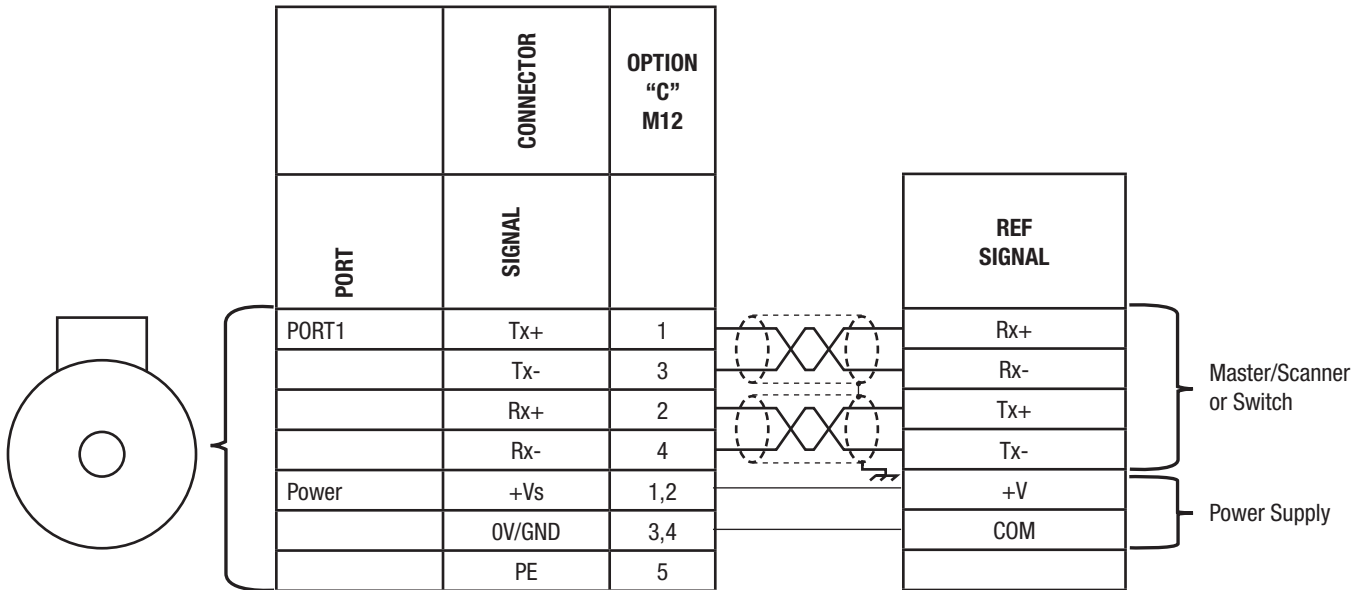 CONNECTOR
OPTION
“C”
M12
PORT
SIGNAL
REF
SIGNAL
PORT1 Tx+ 1 Rx+
Tx- 3 Rx-
Rx+ 2 Tx+
Rx- 4 Tx-
Master/Scanner
or Switch
Power +Vs 1,2 +V
0V/GND 3,4 COM
Power Supply
PE 5